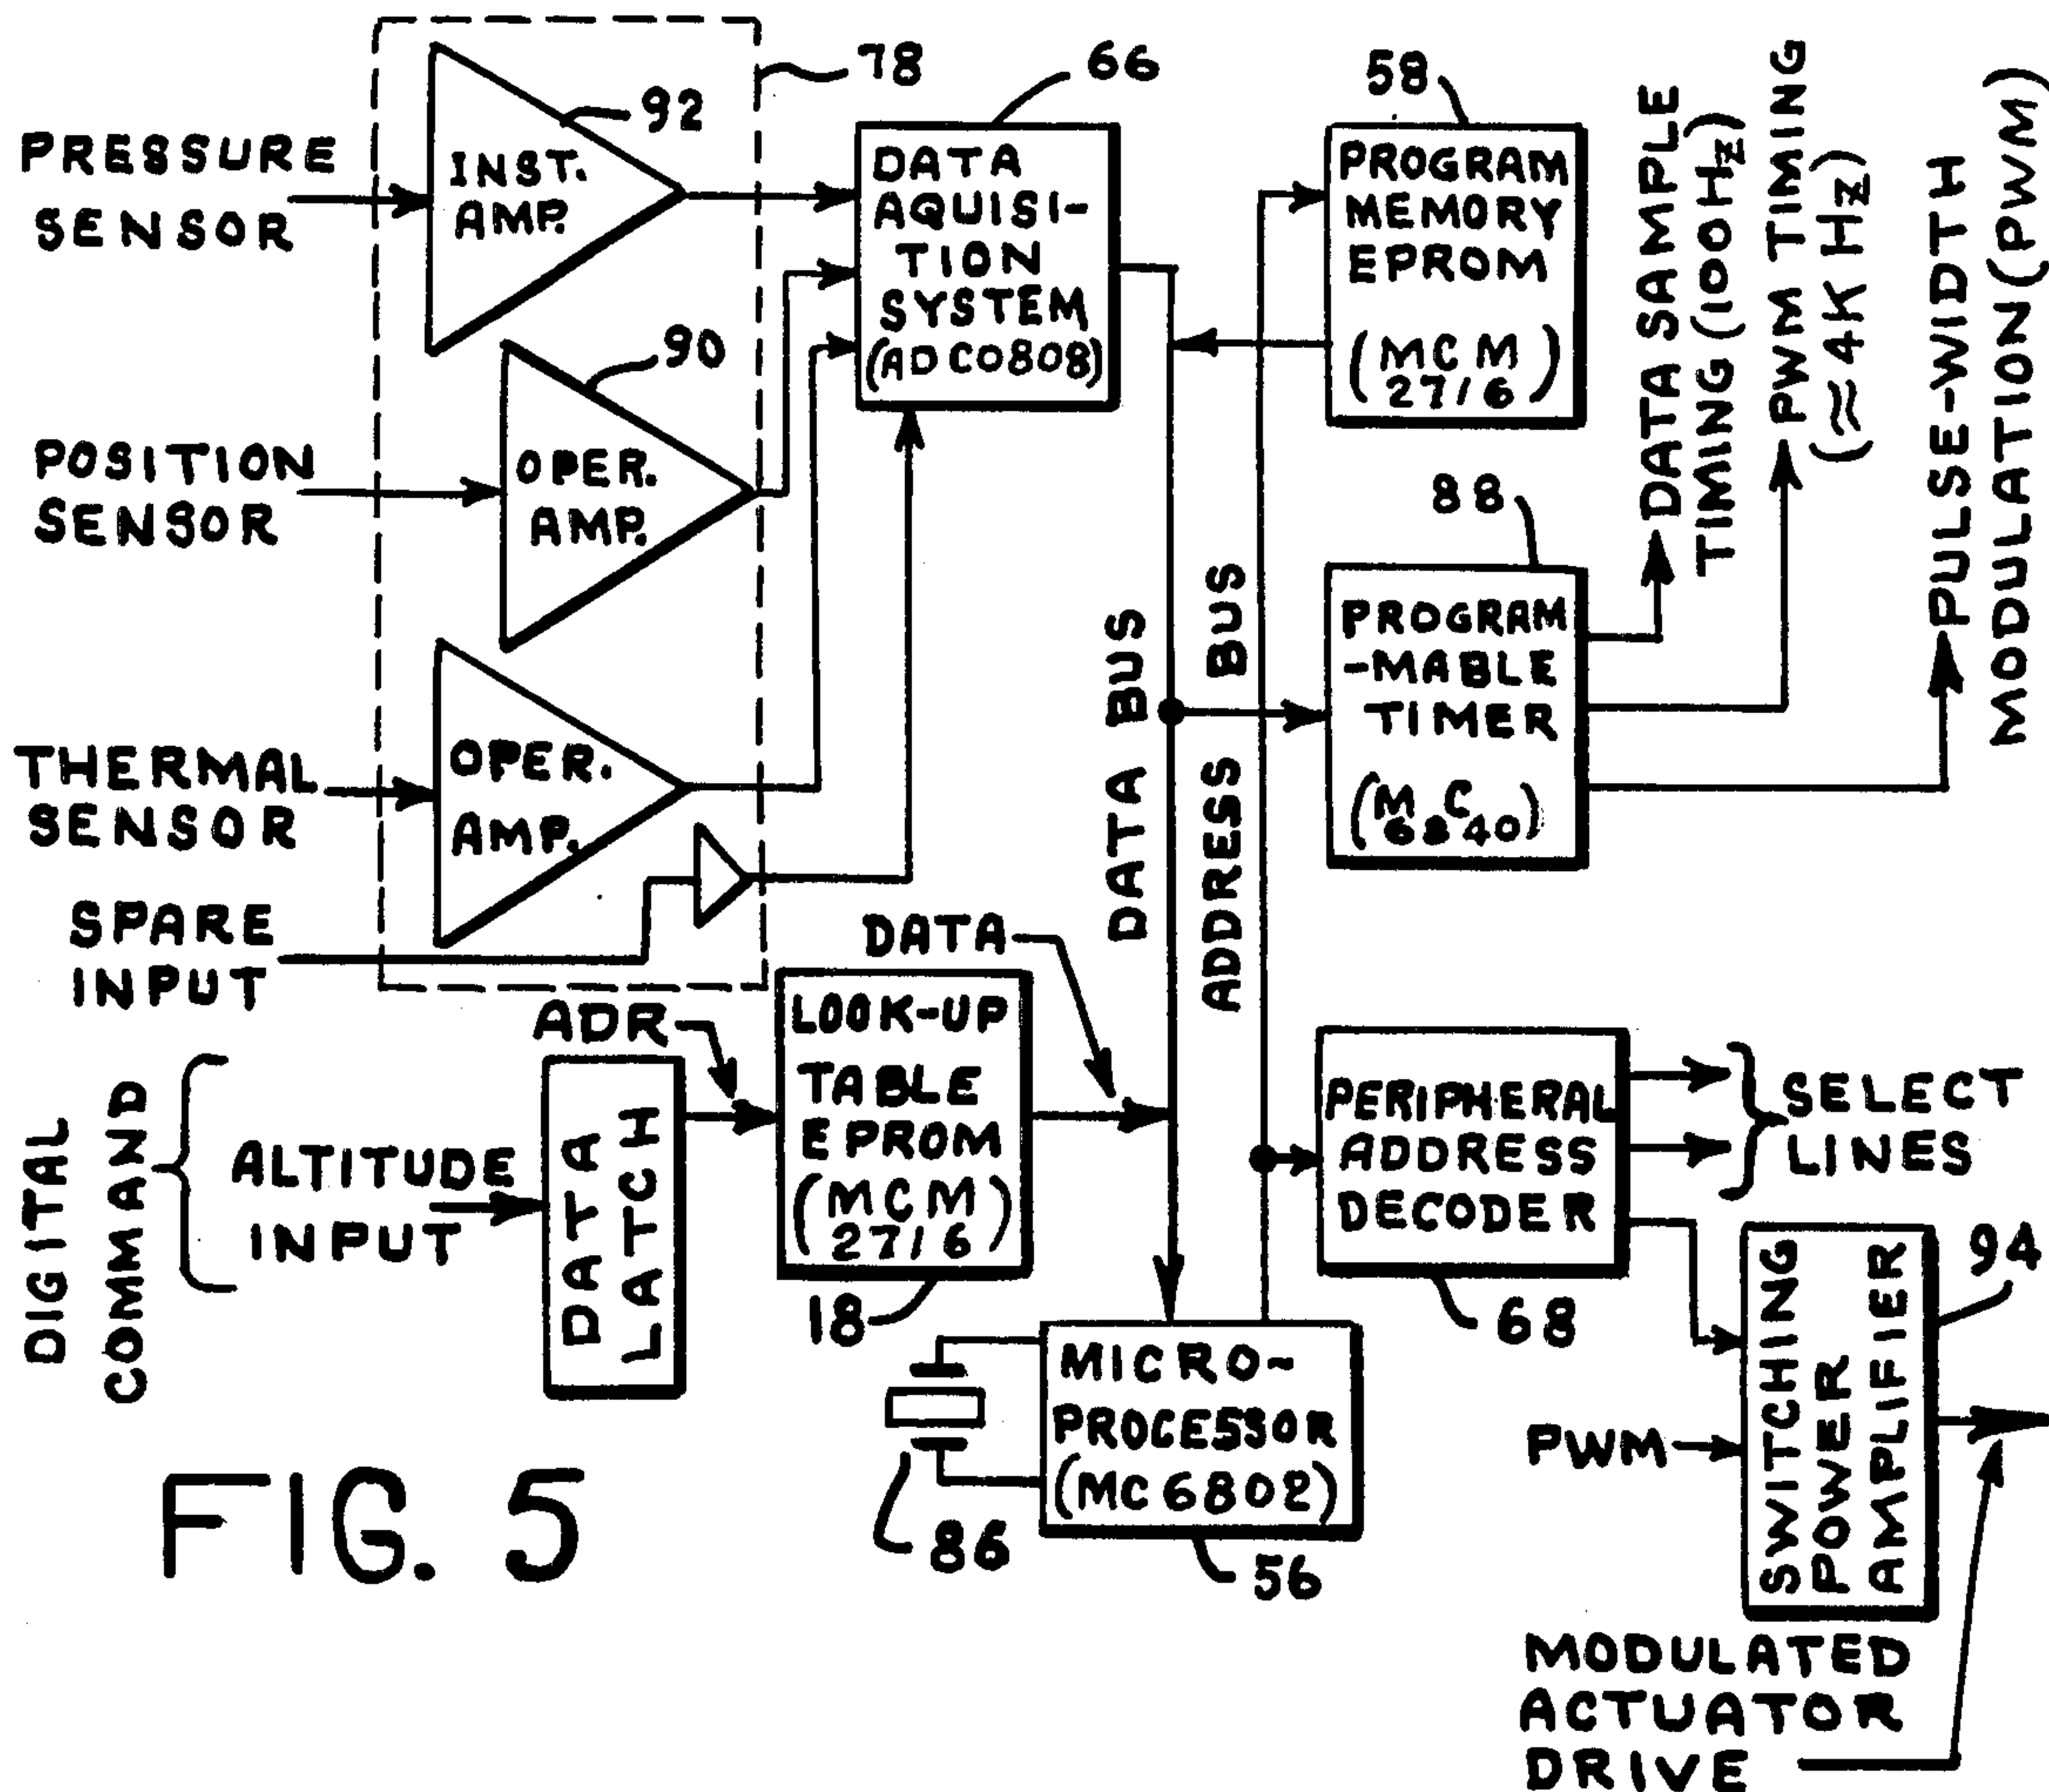 78
66
58
92
PRESSURE
SENSOR
INST.
AMP.
DATA
AQUISI-
TION
SYSTEM
(ADC0808)
PROGRAM
MEMORY
EPROM
(MCM
2716)
DATA SAMPLE
TIMING (100Hz)
PWM TIMING
(≈4K Hz)
PULSE-WIDTH
MODULATION (PWM)
90
POSITION
SENSOR
OPER.
AMP.
88
PROGRAM
-MABLE
TIMER
(MC
6840)
DATA BUS
ADDRESS BUS
THERMAL
SENSOR
OPER.
AMP.
SPARE
INPUT
DATA
ADR
LOOK-UP
TABLE
EPROM
(MCM
2716)
18
DIGITAL
COMMAND
ALTITUDE
INPUT
DATA
LATCH
PERIPHERAL
ADDRESS
DECODER
68
SELECT
LINES
94
MICRO-
PROCESSOR
(MC6802)
86
56
PWM
SWITCHING
POWER
AMPLIFIER
MODULATED
ACTUATOR
DRIVE
FIG. 5